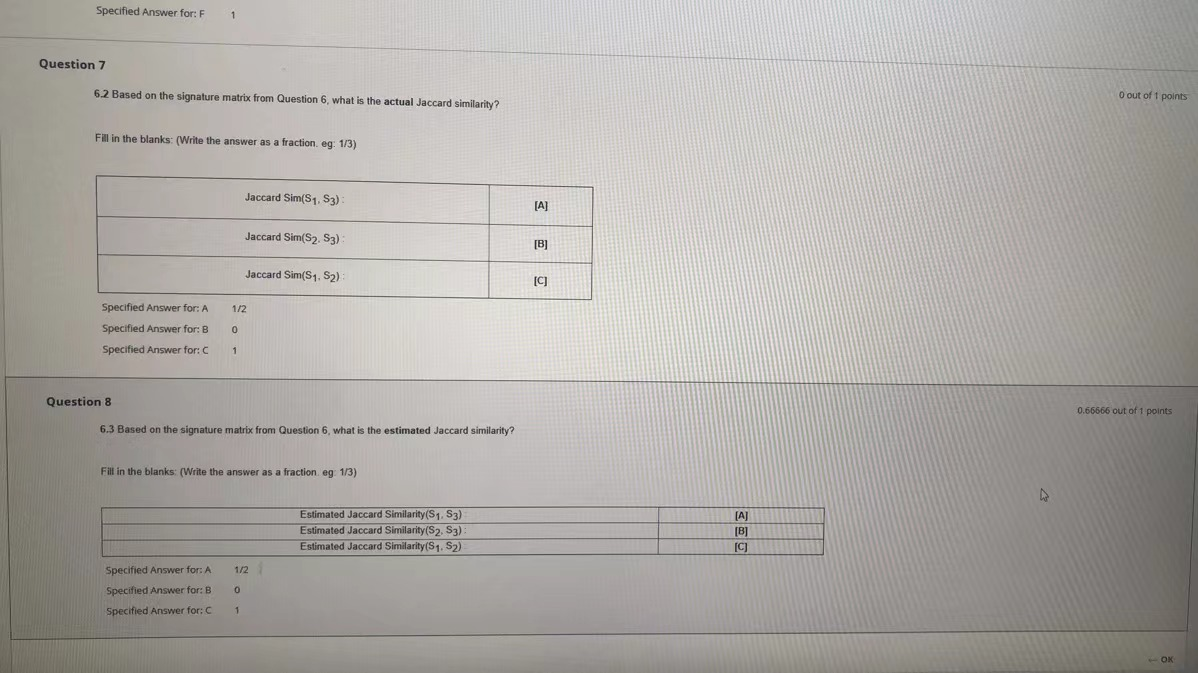 Specified Answer for: F 1
Question 7
0 out of 1 points
6.2 Based on the signature matrix from Question 6, what is the actual Jaccard similarity?
Fill in the blanks: (Write the answer as a fraction. eg: 1/3)
Jaccard Sim(S1, S3) : [A]
Jaccard Sim(S2, S3) : [B]
Jaccard Sim(S1, S2) : [C]
Specified Answer for: A 1/2
Specified Answer for: B 0
Specified Answer for: C 1
Question 8
0.66666 out of 1 points
6.3 Based on the signature matrix from Question 6, what is the estimated Jaccard similarity?
Fill in the blanks: (Write the answer as a fraction. eg: 1/3)
Estimated Jaccard Similarity(S1, S3) : [A]
Estimated Jaccard Similarity(S2, S3) : [B]
Estimated Jaccard Similarity(S1, S2) : [C]
Specified Answer for: A 1/2
Specified Answer for: B 0
Specified Answer for: C 1
← OK